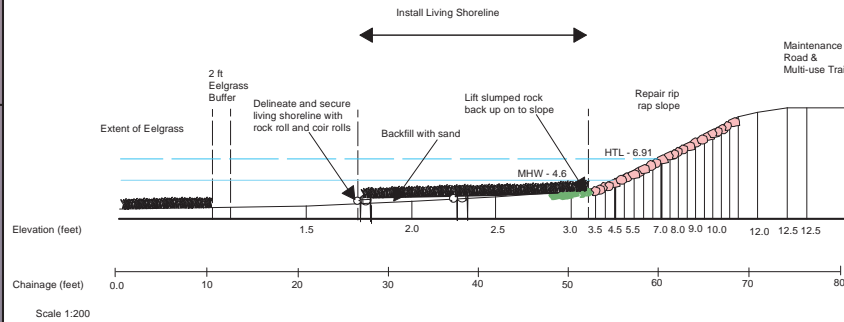 Install Living Shoreline
Maintenance
Road &
Multi-use Trai
2 ft
Eelgrass
Buffer
Delineate and secure
living shoreline with
rock roll and coir rolls
Lift slumped rock
back up on to slope
Repair rip
rap slope
Extent of Eelgrass
Backfill with sand
HTL - 6.91
MHW - 4.6
Elevation (feet) 1.5 2.0 2.5 3.0 3.5 4.5 5.5 7.0 8.0 9.0 10.0 12.0 12.5 12.5
Chainage (feet) 0.0 10 20 30 40 50 60 70 80
Scale 1:200